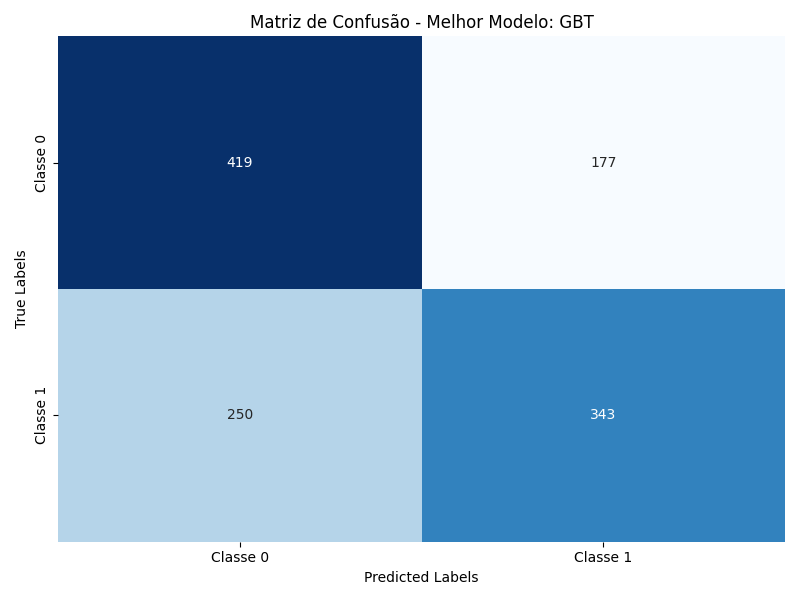 Matriz de Confusão - Melhor Modelo: GBT
True Labels
Classe 0
419
177
Classe 1
250
343
Classe 0
Classe 1
Predicted Labels